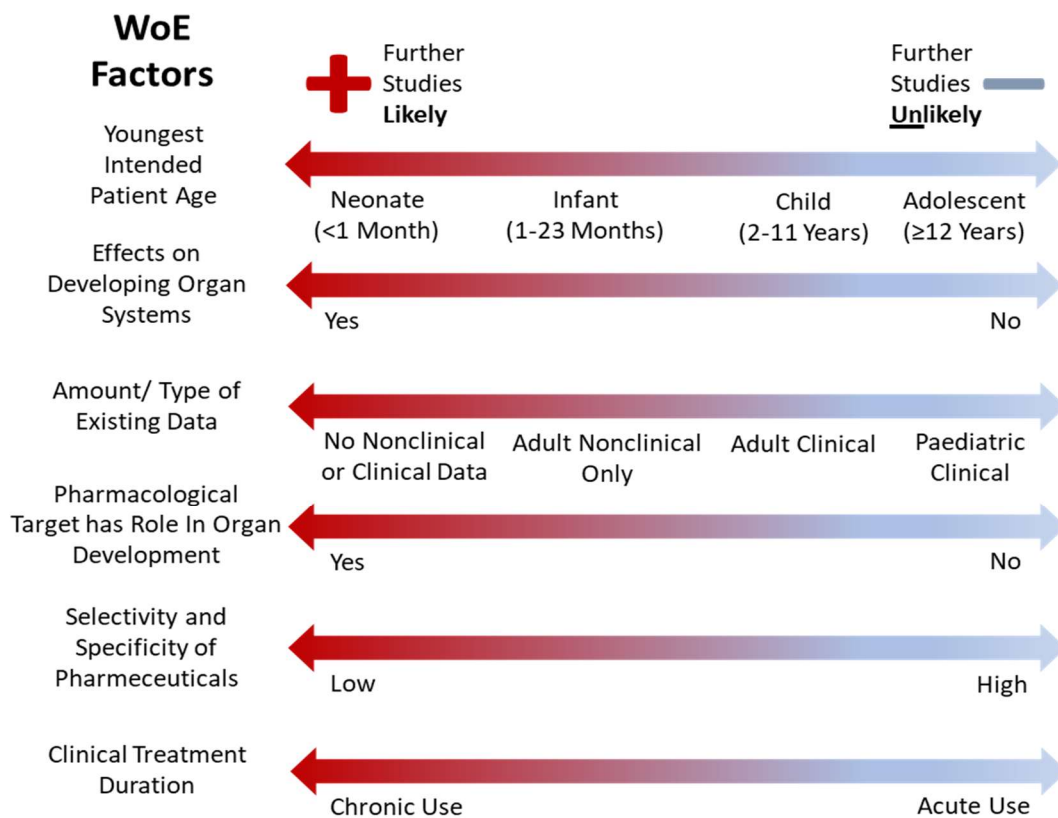 WoE
Factors
Further
Studies
Likely
Further
Studies
Unlikely
Youngest
Intended
Patient Age
Neonate
(<1 Month)
Infant
(1-23 Months)
Child
(2-11 Years)
Adolescent
(≥12 Years)
Effects on
Developing Organ
Systems
Yes
No
Amount/ Type of
Existing Data
No Nonclinical
or Clinical Data
Adult Nonclinical
Only
Adult Clinical
Paediatric
Clinical
Pharmacological
Target has Role In Organ
Development
Yes
No
Selectivity and
Specificity of
Pharmeceuticals
Low
High
Clinical Treatment
Duration
Chronic Use
Acute Use